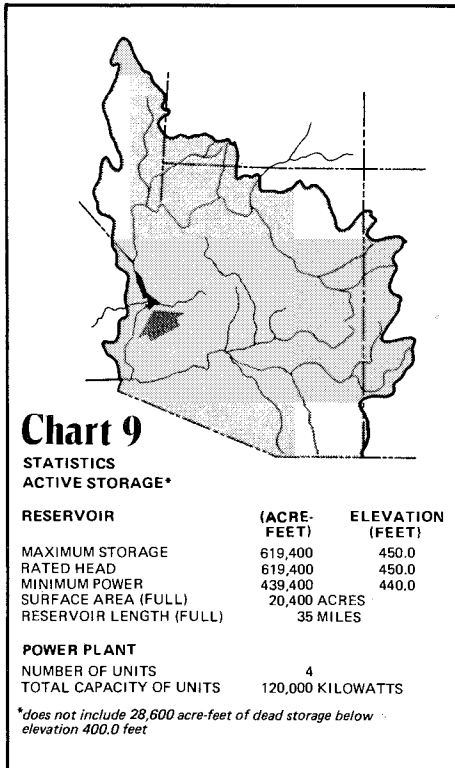 Chart 9
STATISTICS
ACTIVE STORAGE*
RESERVOIR (ACRE- ELEVATION
FEET) (FEET)
MAXIMUM STORAGE 619,400 450.0
RATED HEAD 619,400 450.0
MINIMUM POWER 439,400 440.0
SURFACE AREA (FULL) 20,400 ACRES
RESERVOIR LENGTH (FULL) 35 MILES
POWER PLANT
NUMBER OF UNITS 4
TOTAL CAPACITY OF UNITS 120,000 KILOWATTS
*does not include 28,600 acre-feet of dead storage below
elevation 400.0 feet